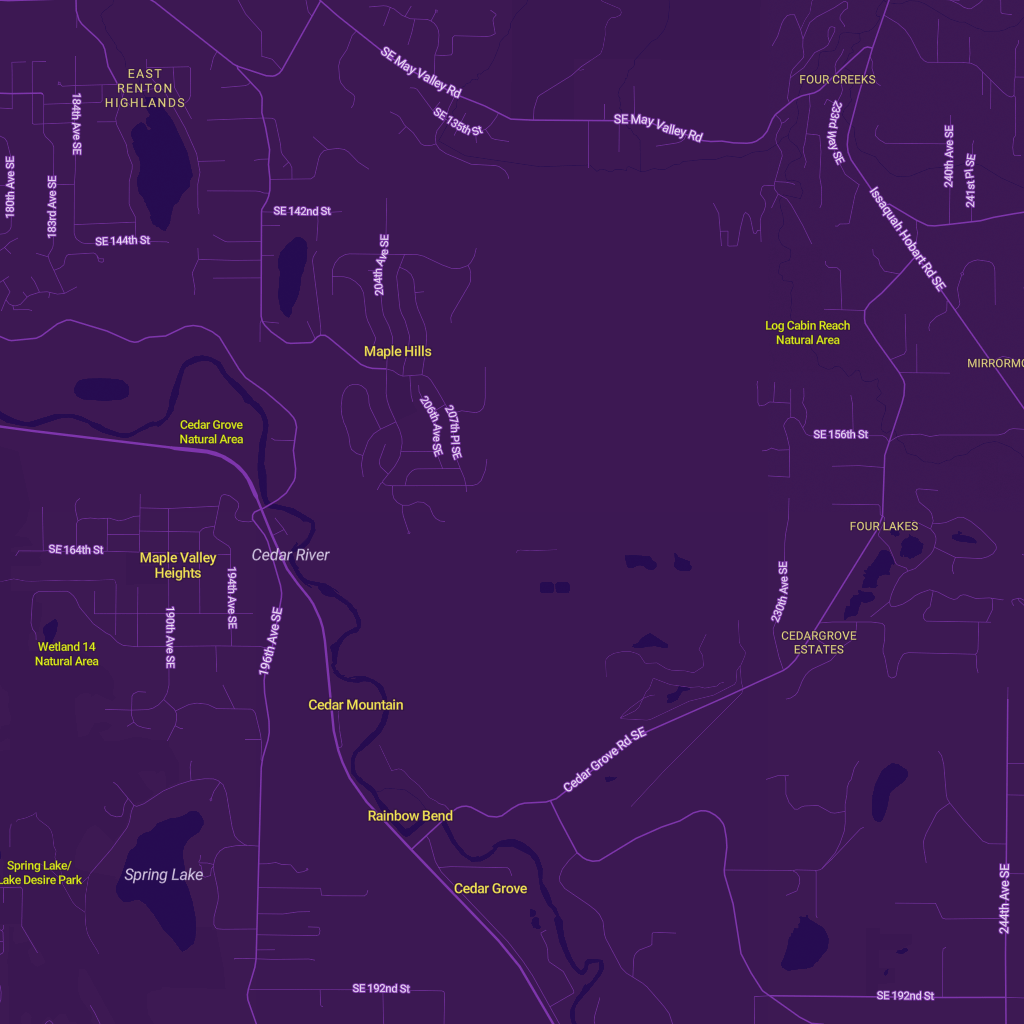 SE May Valley Rd
EAST
RENTON
HIGHLANDS
FOUR CREEKS
184th Ave SE
SE 135th St
SE May Valley Rd
233rd Way SE
180th Ave SE
183rd Ave SE
240th Ave SE
241st Pl SE
SE 142nd St
SE 144th St
204th Ave SE
Issaquah Hobart Rd SE
Log Cabin Reach
Natural Area
Maple Hills
MIRRORMO
206th Ave SE
207th Pl SE
Cedar Grove
Natural Area
SE 156th St
FOUR LAKES
SE 164th St
Maple Valley
Heights
Cedar River
194th Ave SE
230th Ave SE
190th Ave SE
196th Ave SE
CEDARGROVE
ESTATES
Wetland 14
Natural Area
Cedar Mountain
Cedar Grove Rd SE
Rainbow Bend
Spring Lake/
Lake Desire Park
Spring Lake
Cedar Grove
244th Ave SE
SE 192nd St
SE 192nd St